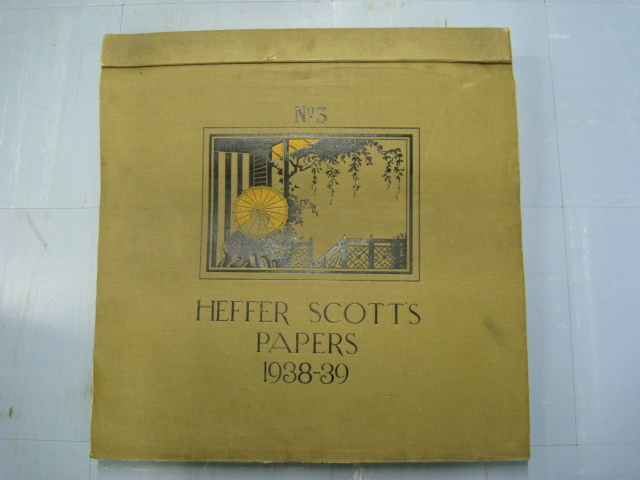 Nº3
HEFFER SCOTT'S
PAPERS
1938-39